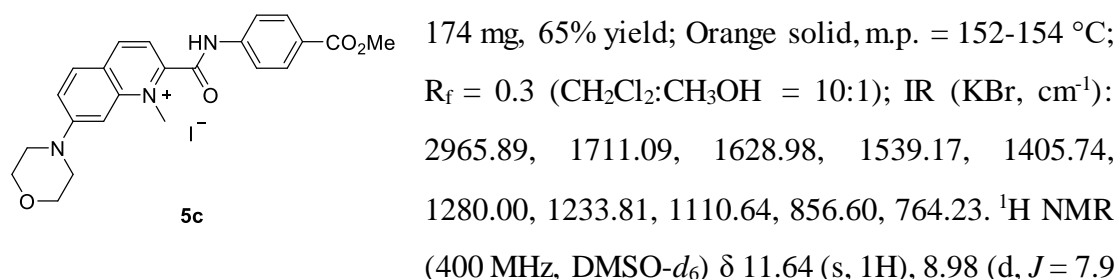 HN
CO₂Me
N
+
O
I⁻
N
O
5c
174 mg, 65% yield; Orange solid, m.p. = 152-154 °C;
Rf = 0.3 (CH₂Cl₂:CH₃OH = 10:1); IR (KBr, cm⁻¹):
2965.89, 1711.09, 1628.98, 1539.17, 1405.74,
1280.00, 1233.81, 1110.64, 856.60, 764.23. ¹H NMR
(400 MHz, DMSO-d₆) δ 11.64 (s, 1H), 8.98 (d, J = 7.9